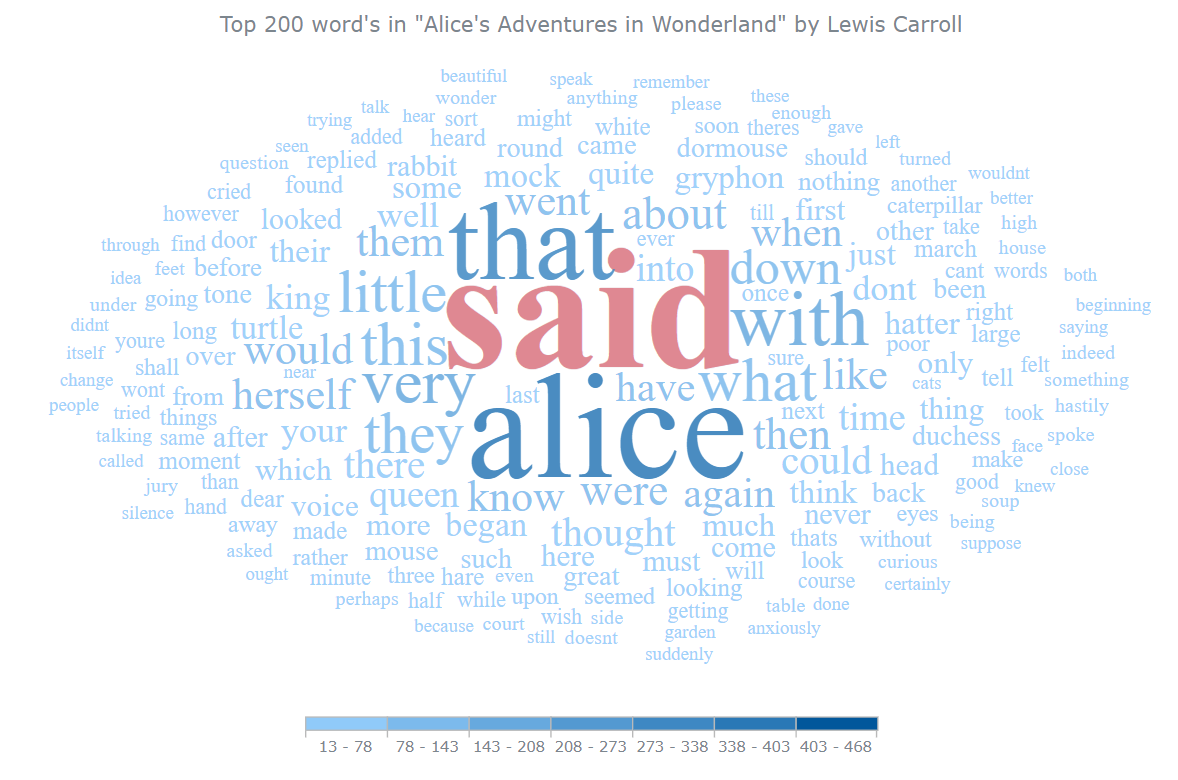 Top 200 word's in "Alice's Adventures in Wonderland" by Lewis Carroll
beautiful speak remember
wonder anything please these
talk hear sort might white soon theres enough gave
trying added heard round came dormouse should left
seen question replied rabbit mock quite gryphon nothing another turned wouldnt
cried found some went about till first caterpillar better
however looked well that ever when other take high
through find door their them into down just march house
idea feet before little said once dont cant words both
under going tone king with been beginning
didnt youre long turtle would this hatter right saying
itself shall over near very sure what like poor large indeed
change wont from herself last have cats only tell felt something
people tried things alice next time thing took hastily
talking same after your they then duchess face spoke
called moment which there could head make close
jury than queen know were again think back good knew
silence hand dear voice began thought much never eyes soup being
away made more here come thats without suppose
asked rather mouse such must will look curious
ought minute three hare even great looking course certainly
perhaps half while upon seemed getting table done
because court wish side garden anxiously
still doesnt suddenly
13 - 78 78 - 143 143 - 208 208 - 273 273 - 338 338 - 403 403 - 468